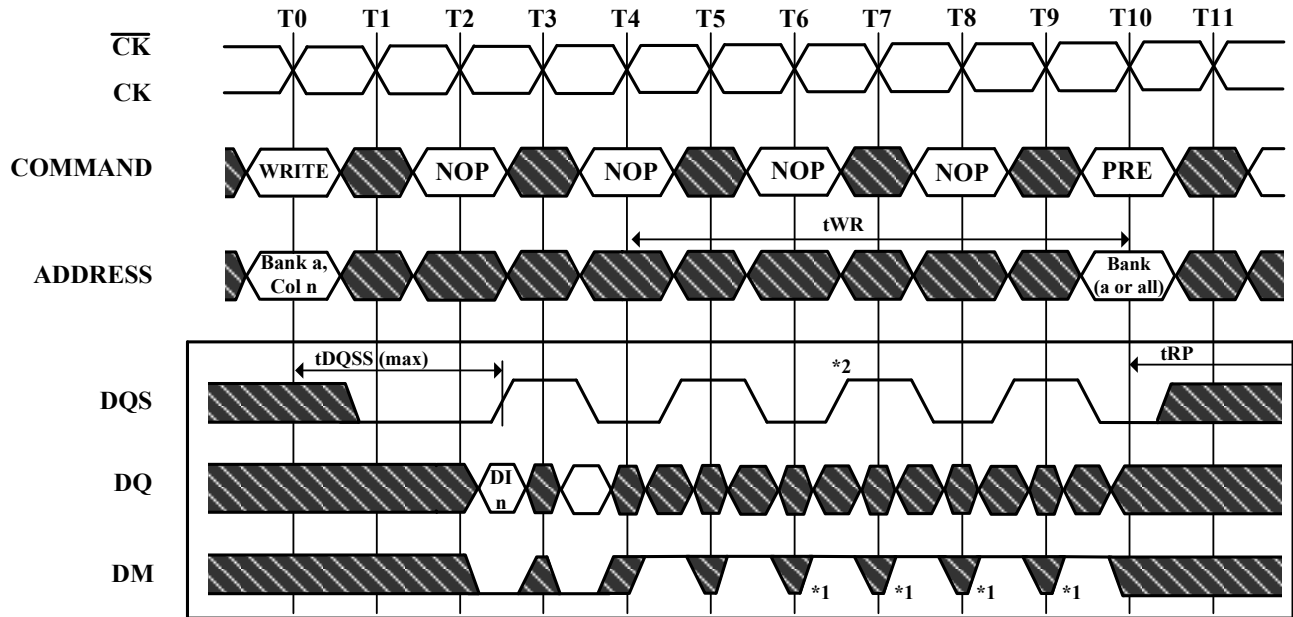 T0 T1 T2 T3 T4 T5 T6 T7 T8 T9 T10 T11
CK
CK
COMMAND WRITE NOP NOP NOP NOP PRE
tWR
ADDRESS Bank a, Col n Bank (a or all)
tDQSS (max) *2 tRP
DQS
DQ DI n
DM *1 *1 *1 *1